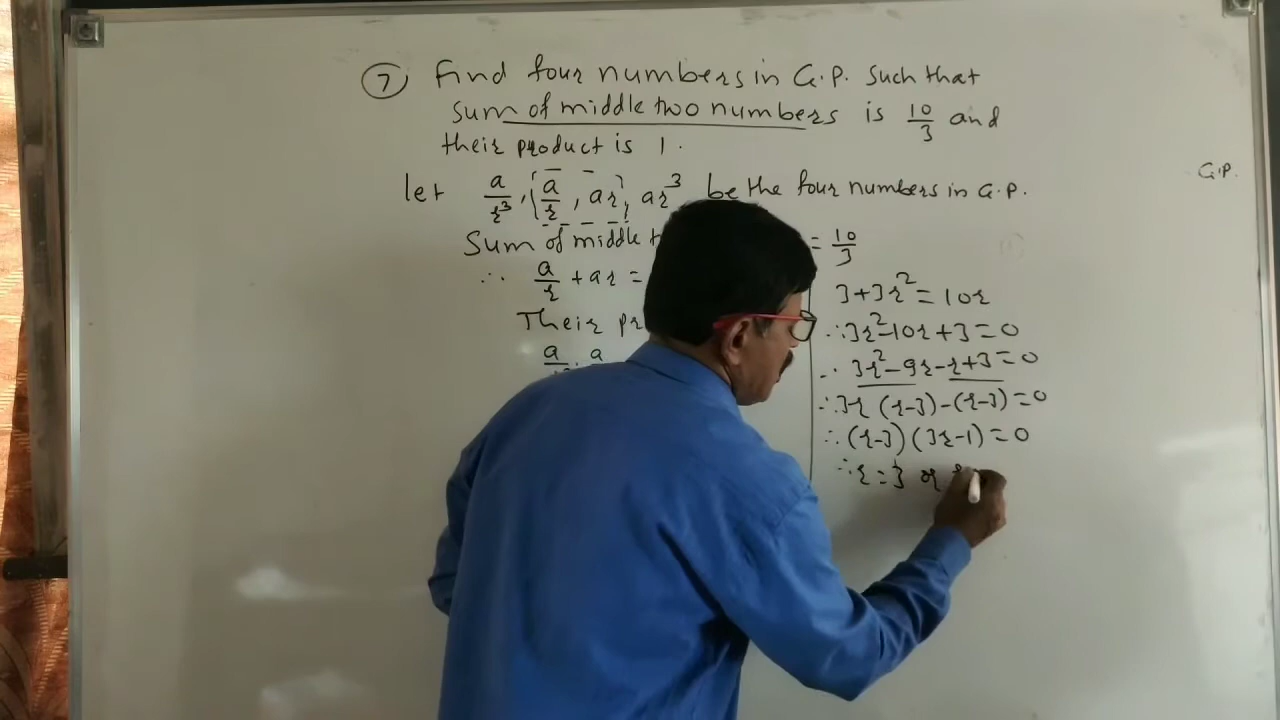 7 Find four numbers in G.P. Such that
Sum of middle two numbers is 10/3 and
their product is 1.
let a/r³, a/r, ar, ar³ be the four numbers in G.P.
Sum of middle = 10/3
∴ a/r + ar =
Their
a a
3+3r²=10r
∴3r²-10r+3=0
∴ 3r²-9r-r+3=0
∴3r(r-3)-(r-3)=0
∴(r-3)(3r-1)=0
∴r=3 or
G.P.